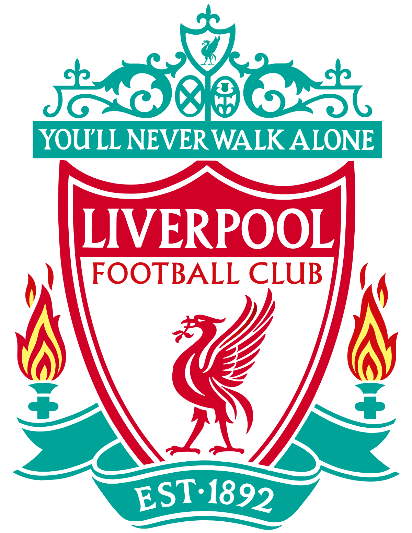 YOU'LL NEVER WALK ALONE
LIVERPOOL
FOOTBALL CLUB
EST·1892